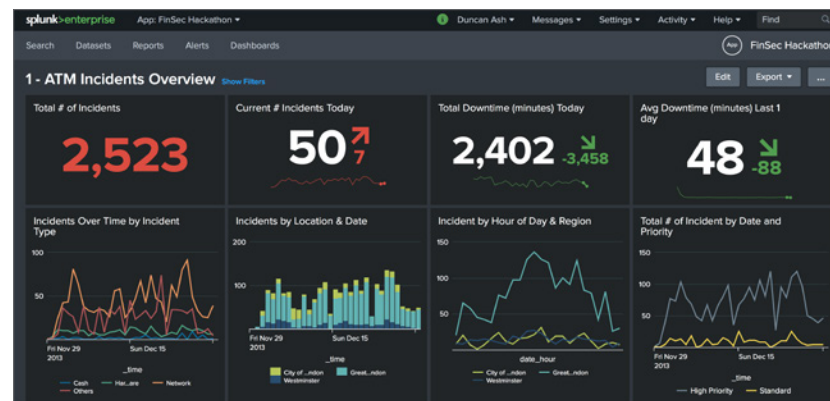 splunk>enterprise App: FinSec Hackathon ▾ i Duncan Ash ▾ Messages ▾ Settings ▾ Activity ▾ Help ▾ Find
Search Datasets Reports Alerts Dashboards App FinSec Hackathon
1 - ATM Incidents Overview Show Filters Edit Export ▾ ...
Total # of Incidents
2,523
Current # Incidents Today
50 7
Total Downtime (minutes) Today
2,402 -3,458
Avg Downtime (minutes) Last 1
day
48 -88
Incidents Over Time by Incident
Type
100
50
Fri Nov 29
2013
Sun Dec 15
_time
Cash Har...are Network
Others
Incidents by Location & Date
200
100
Fri Nov 29
2013
Sun Dec 15
_time
City of ...ndon Great...ndon
Westminster
Incident by Hour of Day & Region
150
100
50
date_hour
City of ...ndon Great...ndon
Westminster
Total # of Incident by Date and
Priority
150
100
50
Fri Nov 29
2013
Sun Dec 15
_time
High Priority Standard